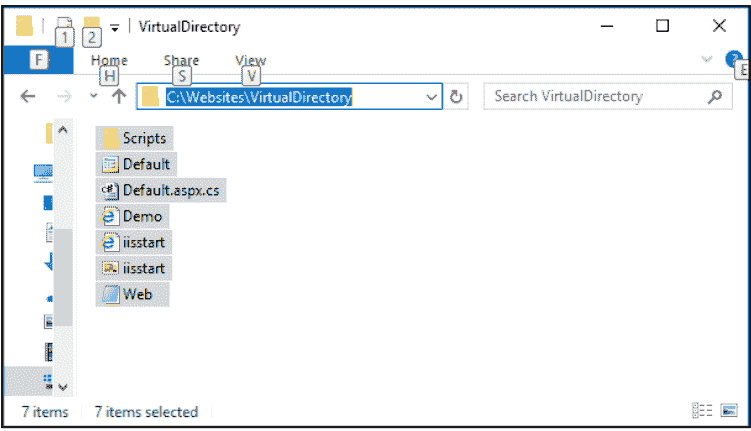 VirtualDirectory
1 2
F Home Share View
H S V ? E
C:\Websites\VirtualDirectory Search VirtualDirectory
Scripts
Default
Default.aspx.cs
Demo
iisstart
iisstart
Web
7 items 7 items selected